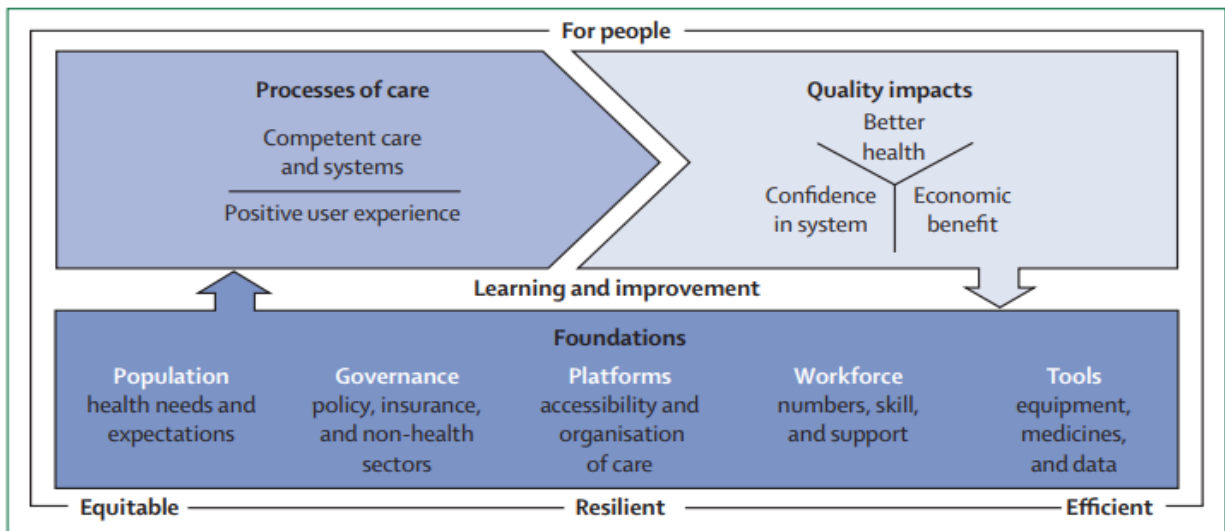 For people
Processes of care
Competent care
and systems
Positive user experience
Quality impacts
Better
health
Confidence
in system
Economic
benefit
Learning and improvement
Foundations
Population
health needs and
expectations
Governance
policy, insurance,
and non-health
sectors
Platforms
accessibility and
organisation
of care
Workforce
numbers, skill,
and support
Tools
equipment,
medicines,
and data
Equitable
Resilient
Efficient